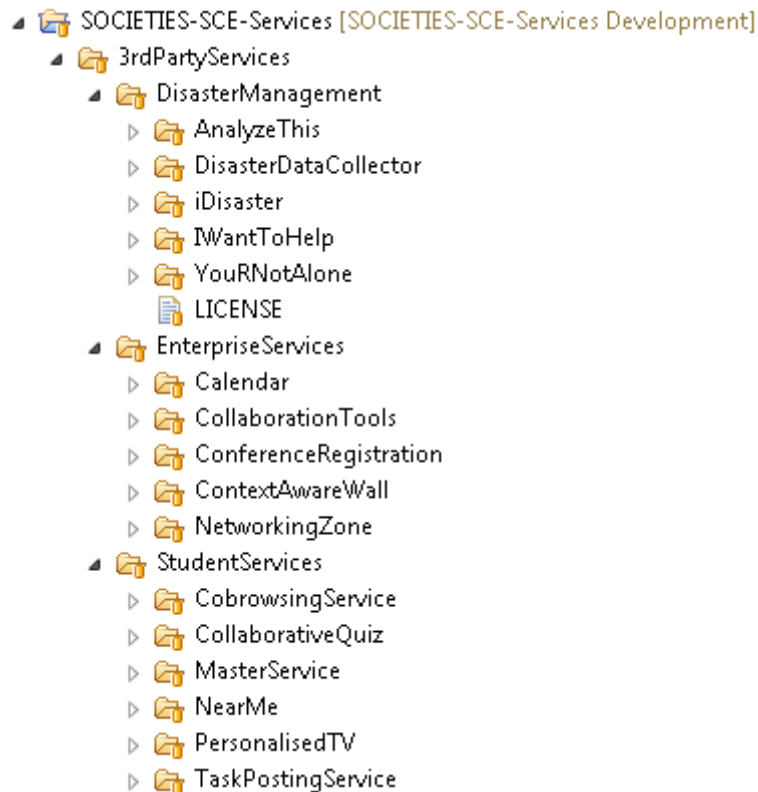 SOCIETIES-SCE-Services [SOCIETIES-SCE-Services Development]
3rdPartyServices
DisasterManagement
AnalyzeThis
DisasterDataCollector
iDisaster
IWantToHelp
YouRNotAlone
LICENSE
EnterpriseServices
Calendar
CollaborationTools
ConferenceRegistration
ContextAwareWall
NetworkingZone
StudentServices
CobrowsingService
CollaborativeQuiz
MasterService
NearMe
PersonalisedTV
TaskPostingService